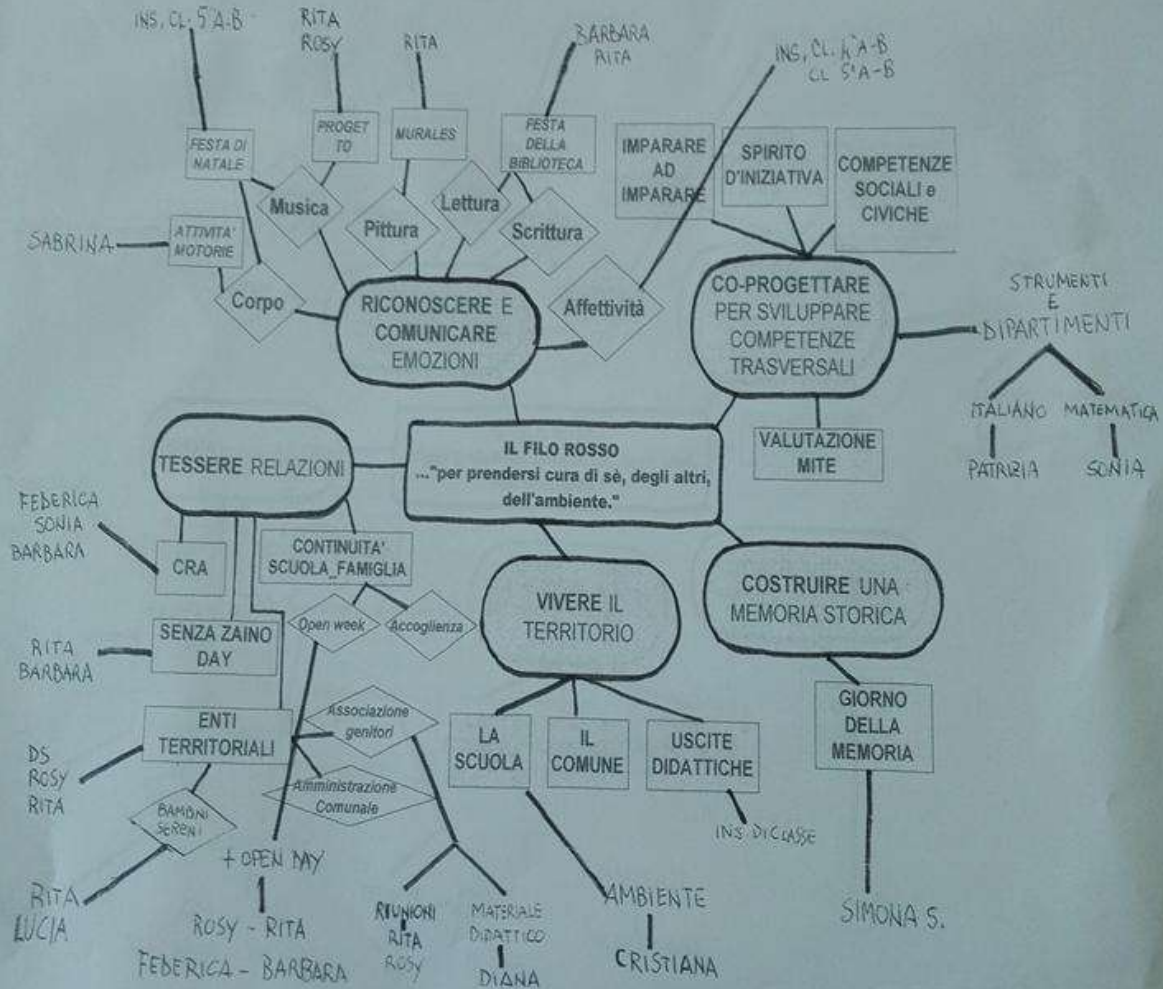 INS. CL. 5ª A-B
RITA
ROSY
RITA
BARBARA
RITA
INS. CL. 4ª A-B
CL 5ª A-B
FESTA DI
NATALE
PROGET
TO
MURALES
FESTA
DELLA
BIBLIOTECA
IMPARARE
AD
IMPARARE
SPIRITO
D'INIZIATIVA
COMPETENZE
SOCIALI e
CIVICHE
SABRINA
ATTIVITA'
MOTORIE
Musica
Pittura
Lettura
Scrittura
Corpo
RICONOSCERE E
COMUNICARE
EMOZIONI
Affettività
CO-PROGETTARE
PER SVILUPPARE
COMPETENZE
TRASVERSALI
STRUMENTI
E
DIPARTIMENTI
ITALIANO
MATEMATICA
PATRIZIA
SONIA
VALUTAZIONE
MITE
IL FILO ROSSO
..."per prendersi cura di sè, degli altri,
dell'ambiente."
TESSERE RELAZIONI
FEDERICA
SONIA
BARBARA
CRA
CONTINUITA'
SCUOLA_FAMIGLIA
Open week
Accoglienza
VIVERE IL
TERRITORIO
COSTRUIRE UNA
MEMORIA STORICA
RITA
BARBARA
SENZA ZAINO
DAY
ENTI
TERRITORIALI
Associazione
genitori
Amministrazione
Comunale
LA
SCUOLA
IL
COMUNE
USCITE
DIDATTICHE
GIORNO
DELLA
MEMORIA
DS
ROSY
RITA
BAMBNI
SERENI
INS. DI CLASSE
RITA
LUCIA
+ OPEN DAY
ROSY - RITA
FEDERICA - BARBARA
RIUNIONI
RITA
ROSY
MATERIALE
DIDATTICO
DIANA
AMBIENTE
CRISTIANA
SIMONA S.